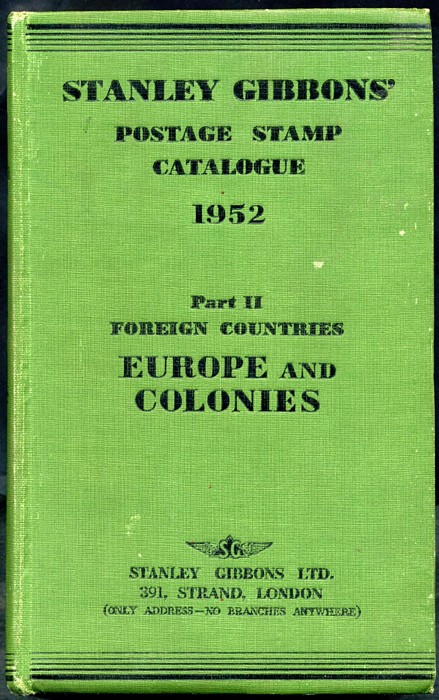 STANLEY GIBBONS'
POSTAGE STAMP
CATALOGUE
1952
Part II
FOREIGN COUNTRIES
EUROPE AND
COLONIES
SG
STANLEY GIBBONS LTD.
391, STRAND, LONDON
(ONLY ADDRESS—NO BRANCHES ANYWHERE)